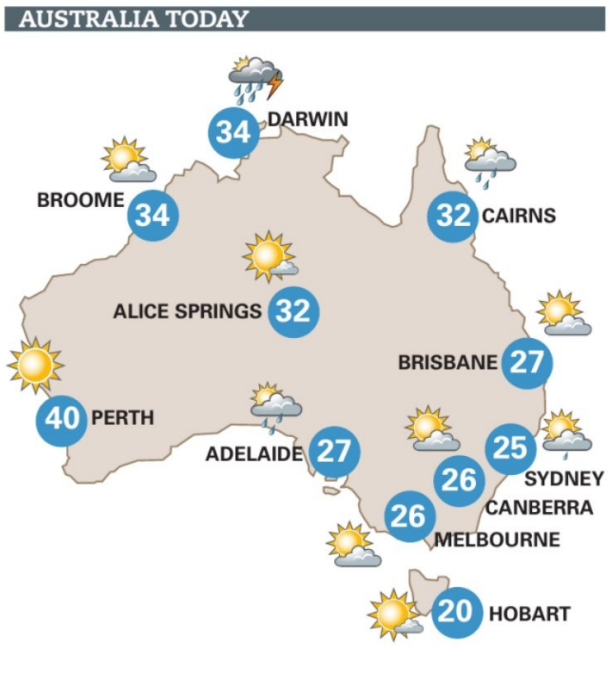 AUSTRALIA TODAY
34 DARWIN
BROOME 34
32 CAIRNS
ALICE SPRINGS 32
BRISBANE 27
40 PERTH
ADELAIDE 27
25
SYDNEY
26
CANBERRA
26
MELBOURNE
20 HOBART